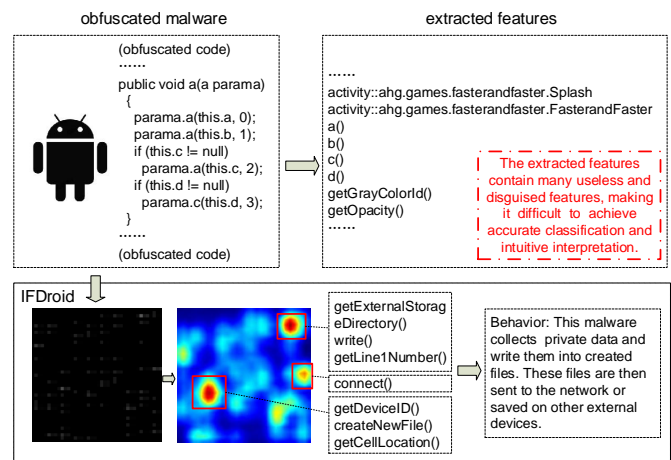 obfuscated malware
(obfuscated code)
......
public void a(a parama)
{
parama.a(this.a, 0);
parama.a(this.b, 1);
if (this.c != null)
parama.a(this.c, 2);
if (this.d != null)
parama.c(this.d, 3);
}
......
(obfuscated code)
extracted features
......
activity::ahg.games.fasterandfaster.Splash
activity::ahg.games.fasterandfaster.FasterandFaster
a()
b()
c()
d()
getGrayColorId()
getOpacity()
......
The extracted features
contain many useless and
disguised features, making
it difficult to achieve
accurate classification and
intuitive interpretation.
IFDroid
getExternalStorag
eDirectory()
write()
getLine1Number()
connect()
getDeviceID()
createNewFile()
getCellLocation()
Behavior: This malware
collects private data and
write them into created
files. These files are then
sent to the network or
saved on other external
devices.